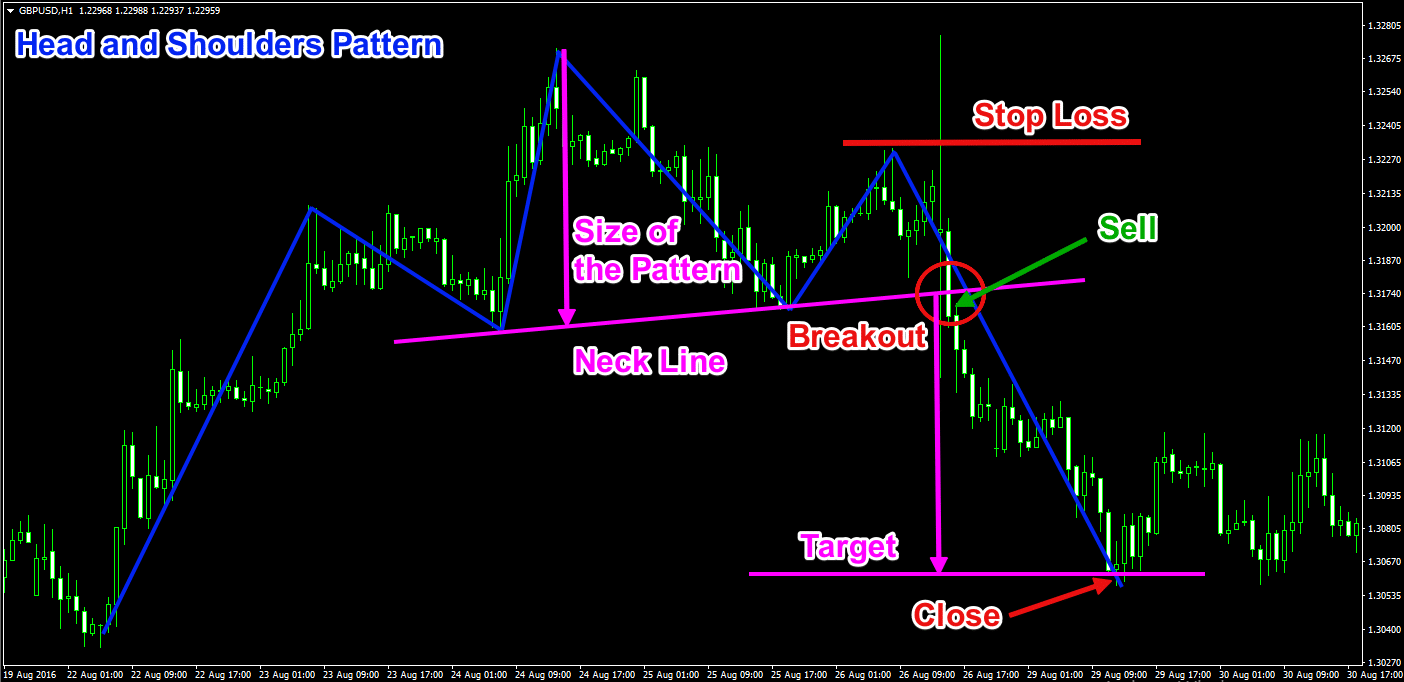 GBPUSD,H1 1.22968 1.22988 1.22937 1.22959
Head and Shoulders Pattern
Stop Loss
Sell
Size of
the Pattern
Breakout
Neck Line
Target
Close
1.32805
1.32675
1.32540
1.32405
1.32270
1.32135
1.32000
1.31870
1.31740
1.31605
1.31470
1.31335
1.31200
1.31065
1.30935
1.30805
1.30670
1.30535
1.30400
1.30270
19 Aug 2016 22 Aug 01:00 22 Aug 09:00 22 Aug 17:00 23 Aug 01:00 23 Aug 09:00 23 Aug 17:00 24 Aug 01:00 24 Aug 09:00 24 Aug 17:00 25 Aug 01:00 25 Aug 09:00 25 Aug 17:00 26 Aug 01:00 26 Aug 09:00 26 Aug 17:00 29 Aug 01:00 29 Aug 09:00 29 Aug 17:00 30 Aug 01:00 30 Aug 09:00 30 Aug 17:00